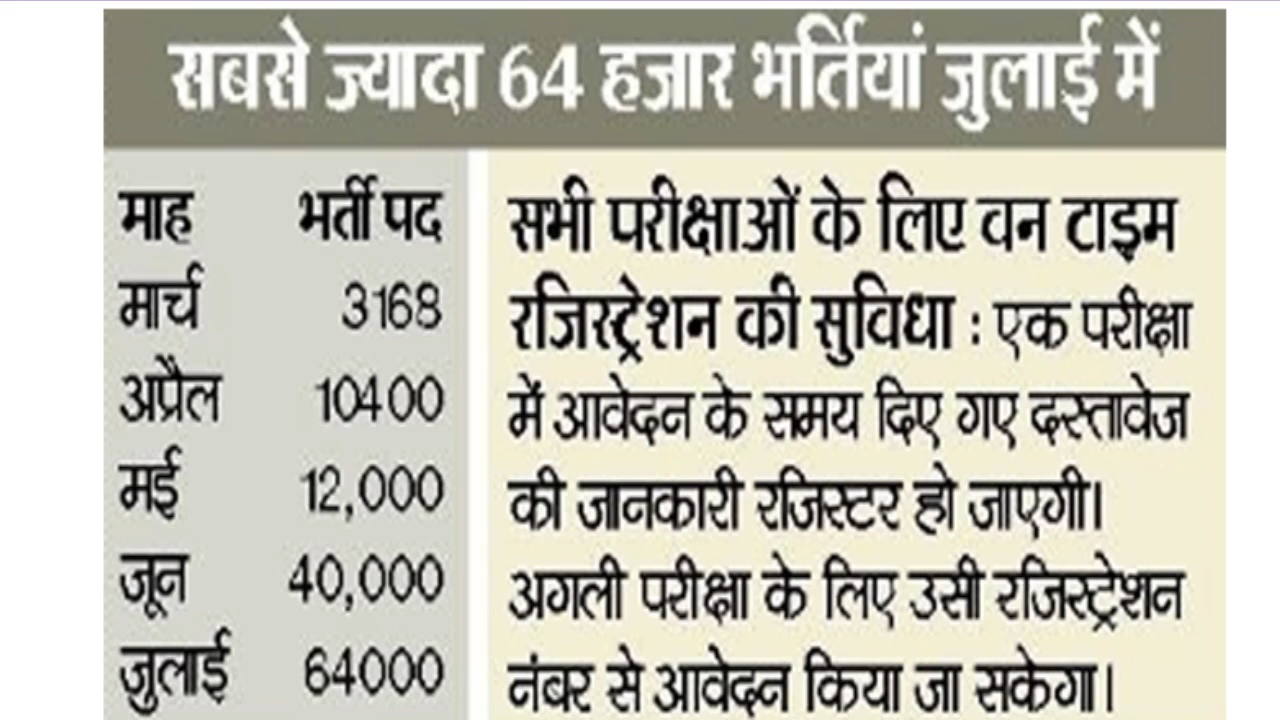 सबसे ज्यादा 64 हजार भर्तियां जुलाई में
माह भर्ती पद
मार्च 3168
अप्रैल 10400
मई 12,000
जून 40,000
जुलाई 64000
सभी परीक्षाओं के लिए वन टाइम
रजिस्ट्रेशन की सुविधा : एक परीक्षा
में आवेदन के समय दिए गए दस्तावेज
की जानकारी रजिस्टर हो जाएगी।
अगली परीक्षा के लिए उसी रजिस्ट्रेशन
नंबर से आवेदन किया जा सकेगा।